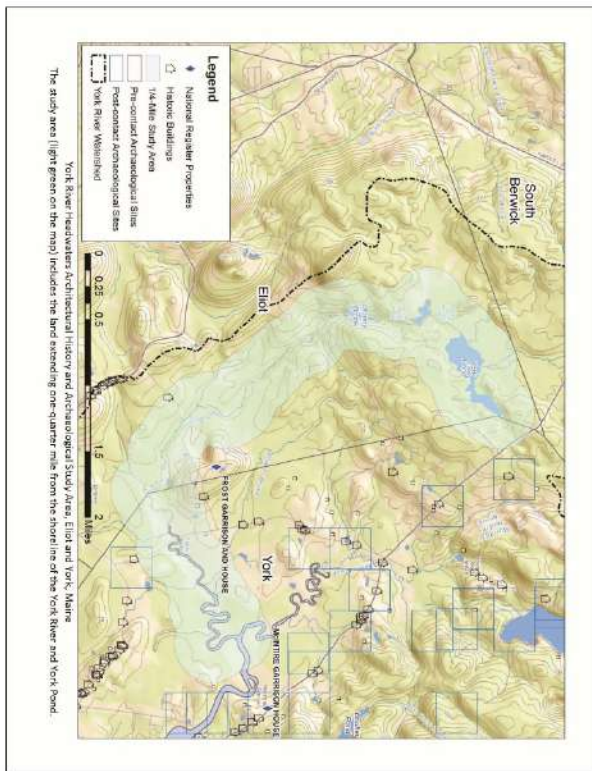 South
Berwick
Eliot
York
FROST GARRISON AND HOUSE
MCINTIRE GARRISON HOUSE
Legend
National Register Properties
Historic Buildings
1/4-Mile Study Area
Pre-contact Archaeological Sites
Post-contact Archaeological Sites
York River Watershed
0 0.25 0.5 1.5 2
Miles
York River Headwaters Architectural History and Archaeological Study Area, Eliot and York, Maine
The study area (light green on the map) includes the land extending one-quarter mile from the shoreline of the York River and York Pond.